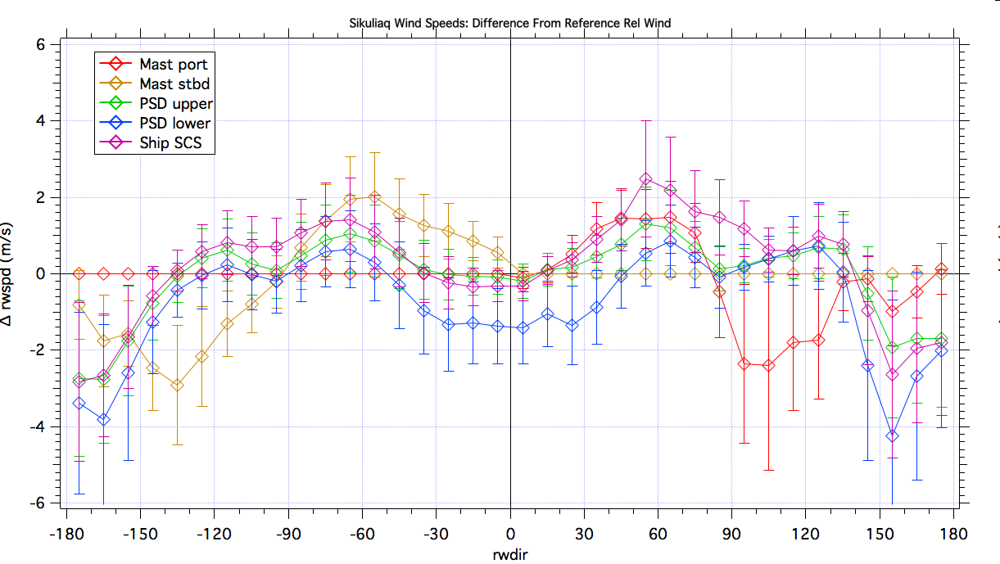 Sikuliaq Wind Speeds: Difference From Reference Rel Wind
6
4
2
0
-2
-4
-6
Δ rwspd (m/s)
Mast port
Mast stbd
PSD upper
PSD lower
Ship SCS
-180 -150 -120 -90 -60 -30 0 30 60 90 120 150 180
rwdir